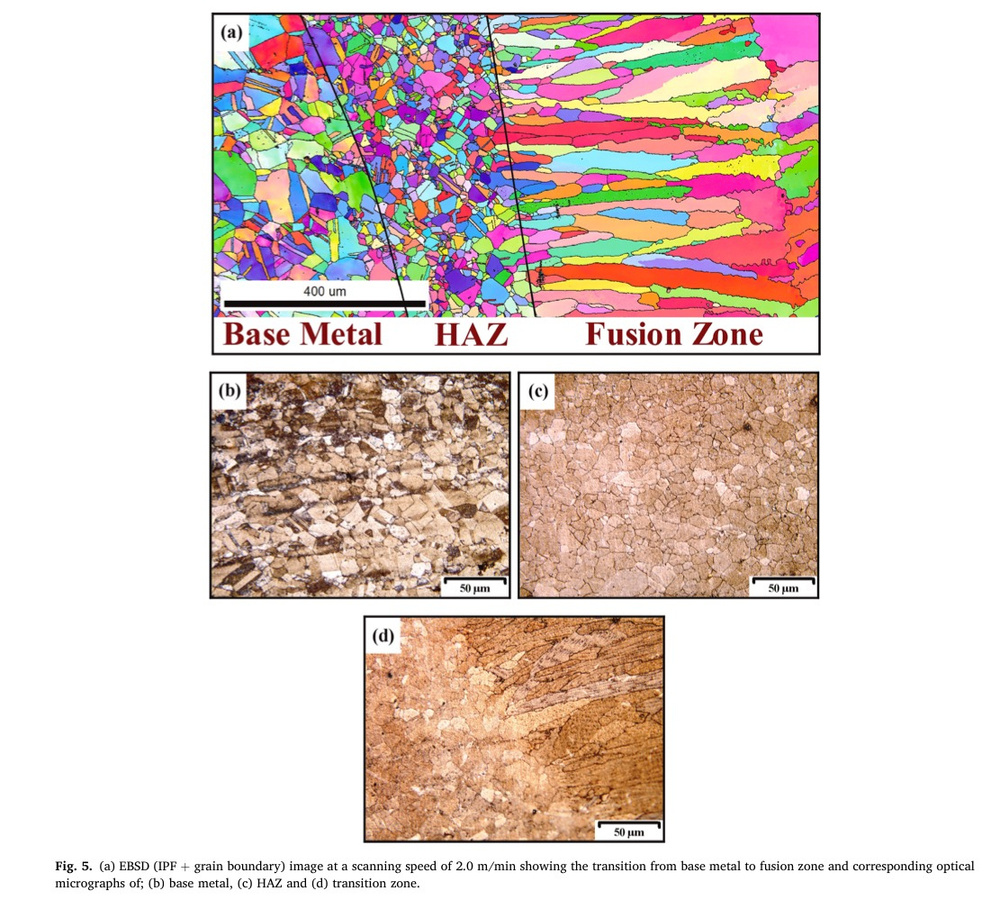 (a)
400 um
Base Metal HAZ Fusion Zone
(b)
(c)
50 µm
50 µm
(d)
50 µm
Fig. 5. (a) EBSD (IPF + grain boundary) image at a scanning speed of 2.0 m/min showing the transition from base metal to fusion zone and corresponding optical
micrographs of; (b) base metal, (c) HAZ and (d) transition zone.